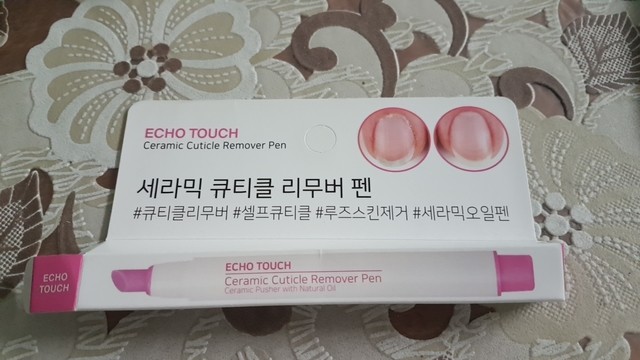 ECHO TOUCH
Ceramic Cuticle Remover Pen
세라믹 큐티클 리무버 펜
#큐티클리무버 #셀프큐티클 #루즈스킨제거 #세라믹오일펜
ECHO
TOUCH
ECHO TOUCH
Ceramic Cuticle Remover Pen
Ceramic Pusher with Natural Oil